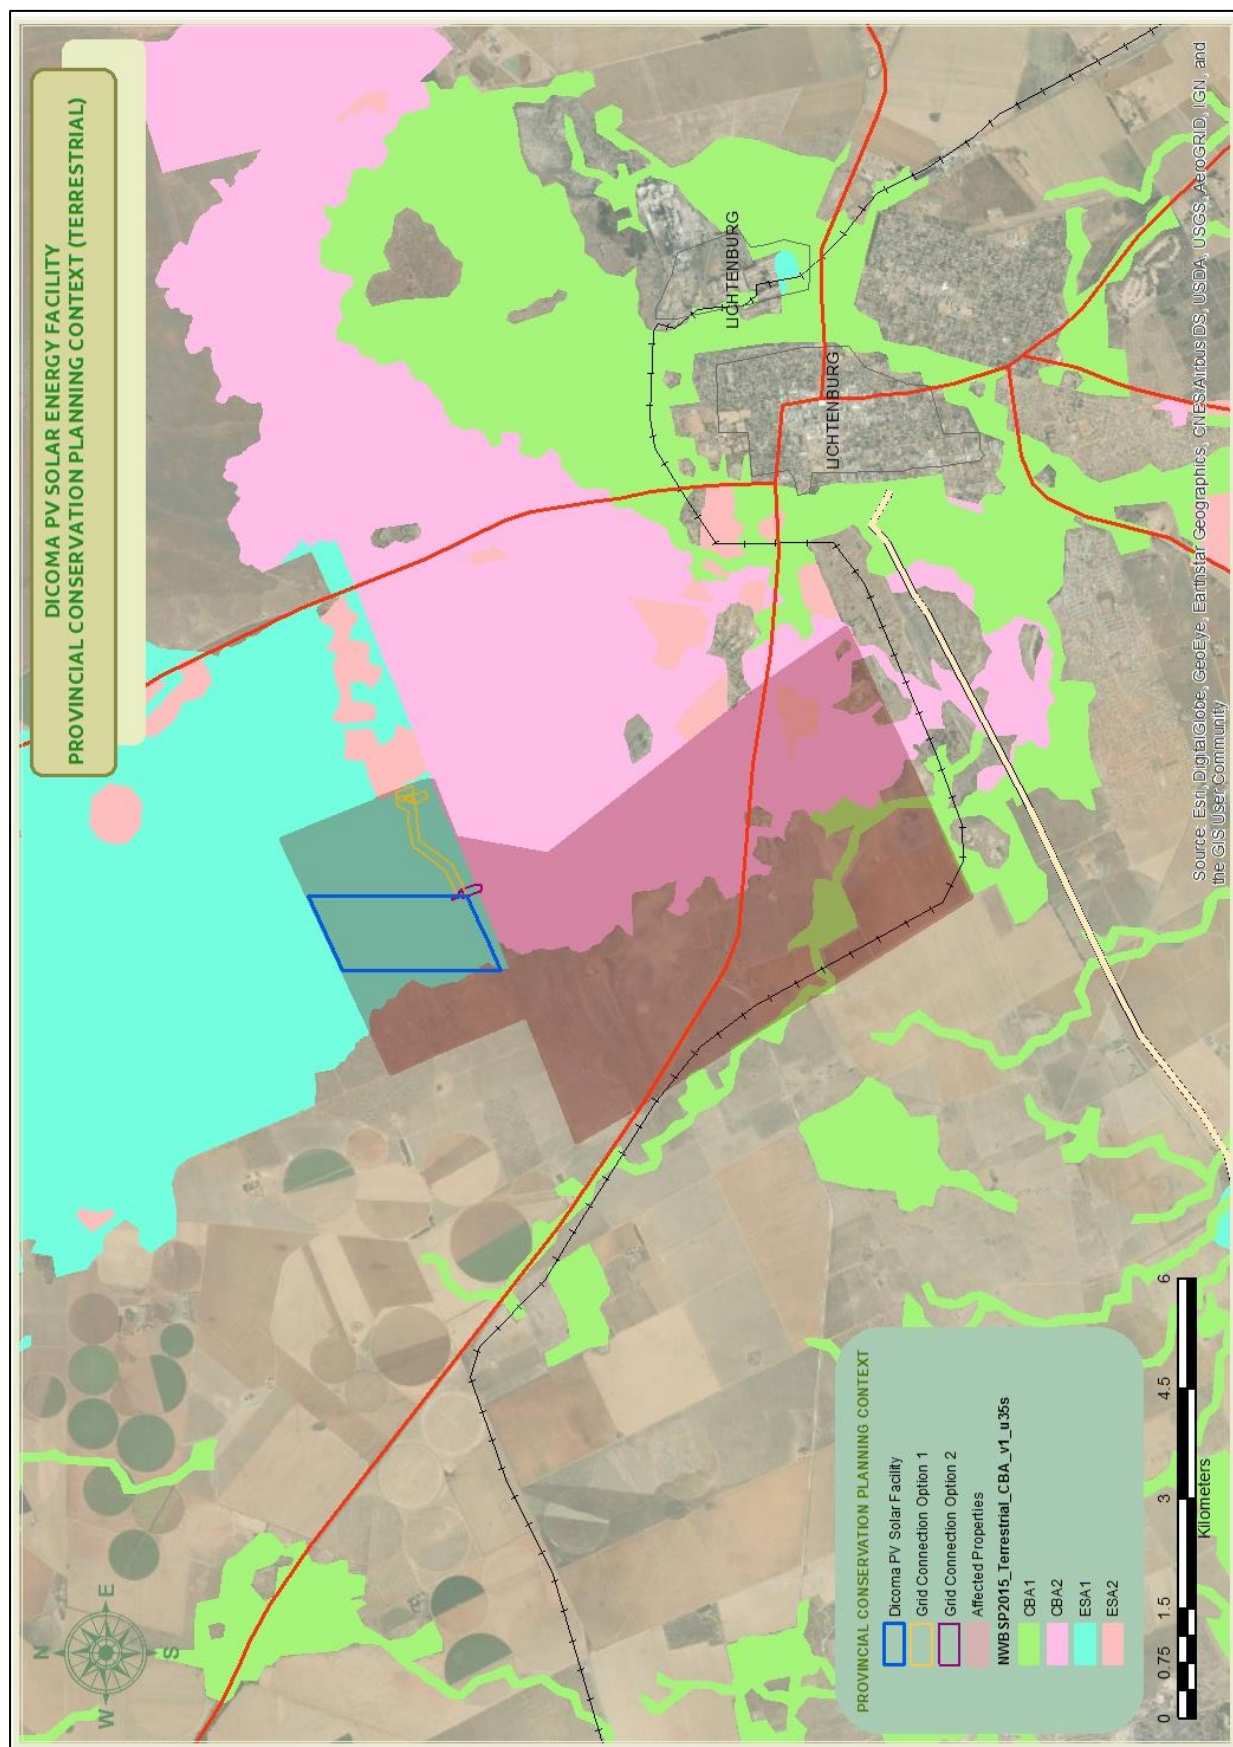 DICOMA PV SOLAR ENERGY FACILITY
PROVINCIAL CONSERVATION PLANNING CONTEXT (TERRESTRIAL)
N
W
E
S
LICHTENBURG
LICHTENBURG
PROVINCIAL CONSERVATION PLANNING CONTEXT
Dicoma PV Solar Facility
Grid Connection Option 1
Grid Connection Option 2
Affected Properties
NWBSP2015_Terrestrial_CBA_v1_u35s
CBA1
CBA2
ESA1
ESA2
0 0.75 1.5 3 4.5 6
Kilometers
Source: Esri, DigitalGlobe, GeoEye, Earthstar Geographics, CNES/Airbus DS, USDA, USGS, AeroGRID, IGN, and
the GIS User Community